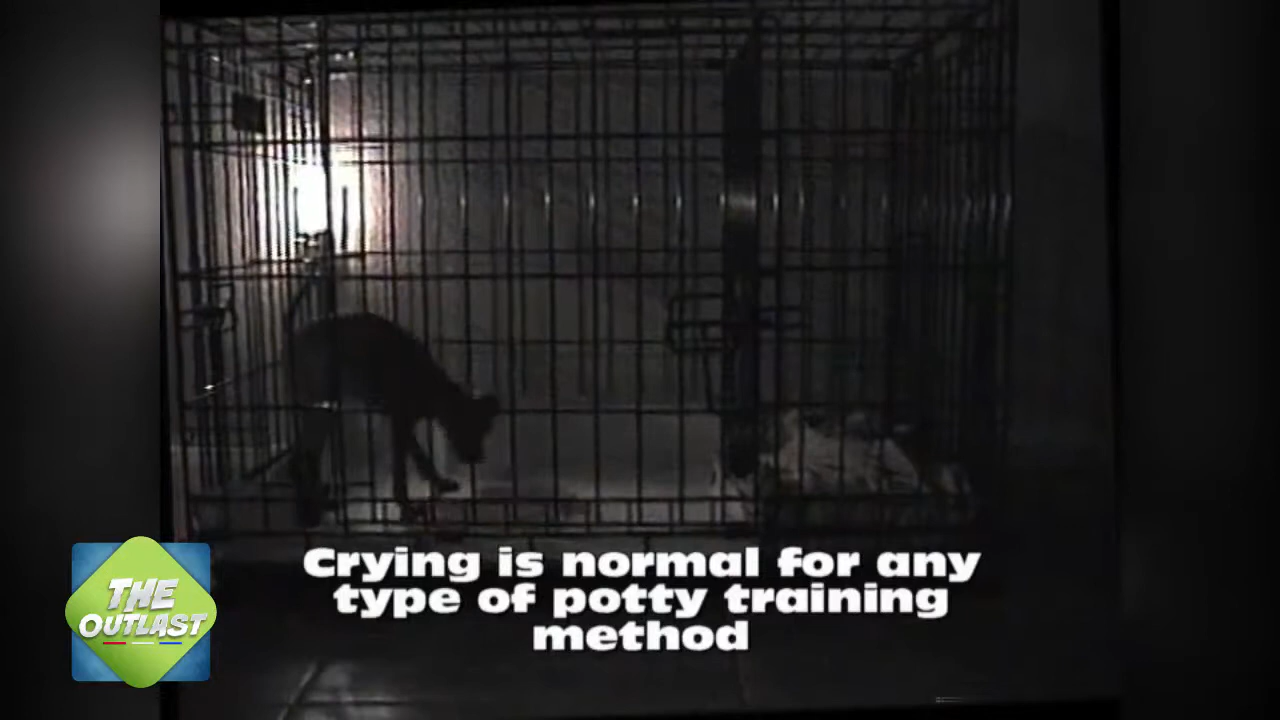 Crying is normal for any
type of potty training
method
THE
OUTLAST